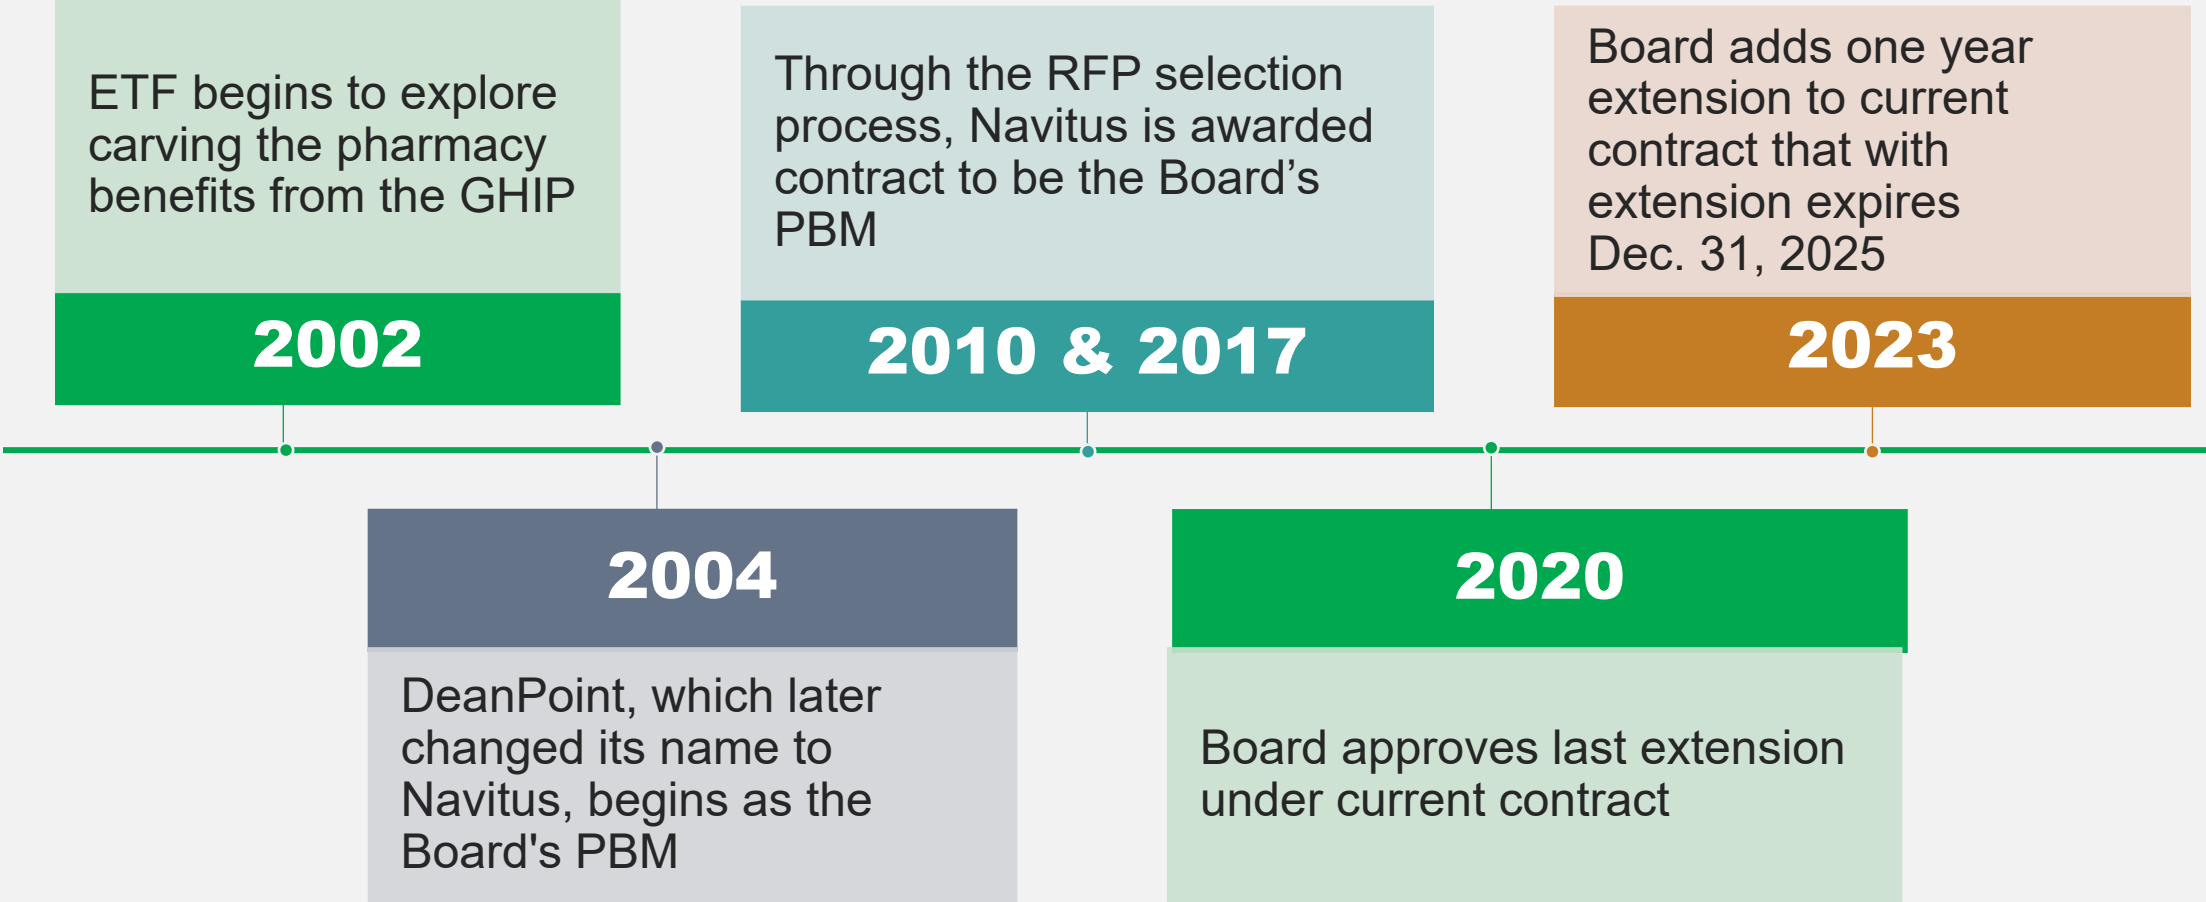 ETF begins to explore
carving the pharmacy
benefits from the GHIP
2002
DeanPoint, which later
changed its name to
Navitus, begins as the
Board's PBM
2004
Through the RFP selection
process, Navitus is awarded
contract to be the Board’s
PBM
2010 & 2017
2020
Board approves last extension
under current contract
Board adds one year
extension to current
contract that with
extension expires
Dec. 31, 2025
2023